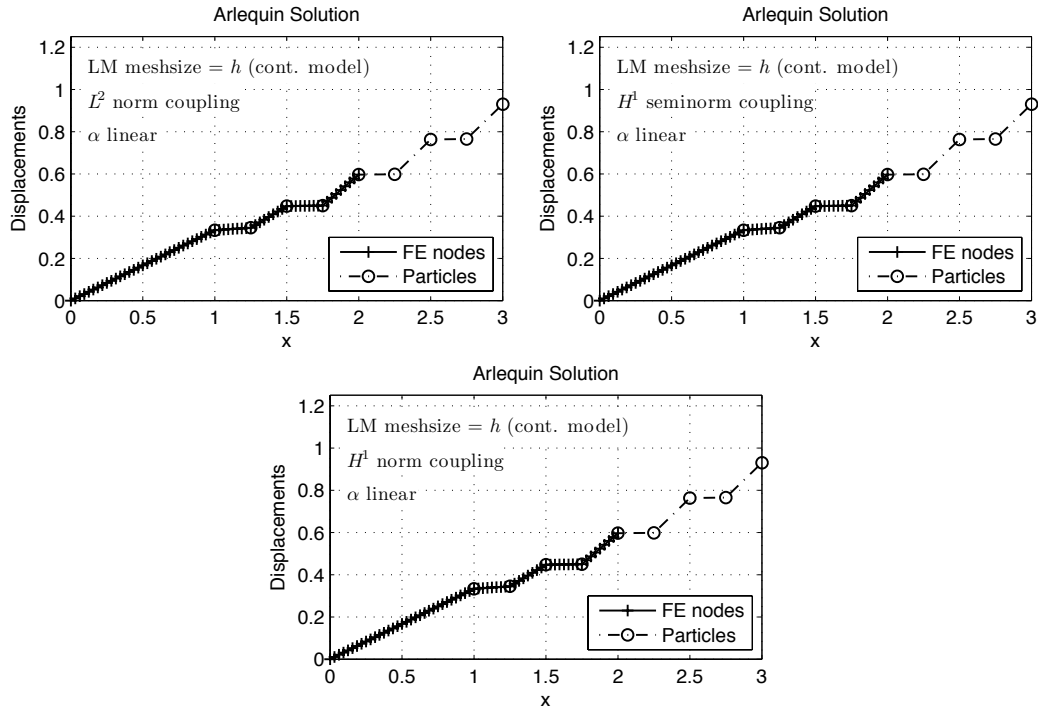 Arlequin Solution
1.2
1
0.8
0.6
0.4
0.2
0
Displacements
LM meshsize = h (cont. model)
L² norm coupling
α linear
FE nodes
Particles
0 0.5 1 1.5 2 2.5 3
x
Arlequin Solution
1.2
1
0.8
0.6
0.4
0.2
0
Displacements
LM meshsize = h (cont. model)
H¹ seminorm coupling
α linear
FE nodes
Particles
0 0.5 1 1.5 2 2.5 3
x
Arlequin Solution
1.2
1
0.8
0.6
0.4
0.2
0
Displacements
LM meshsize = h (cont. model)
H¹ norm coupling
α linear
FE nodes
Particles
0 0.5 1 1.5 2 2.5 3
x